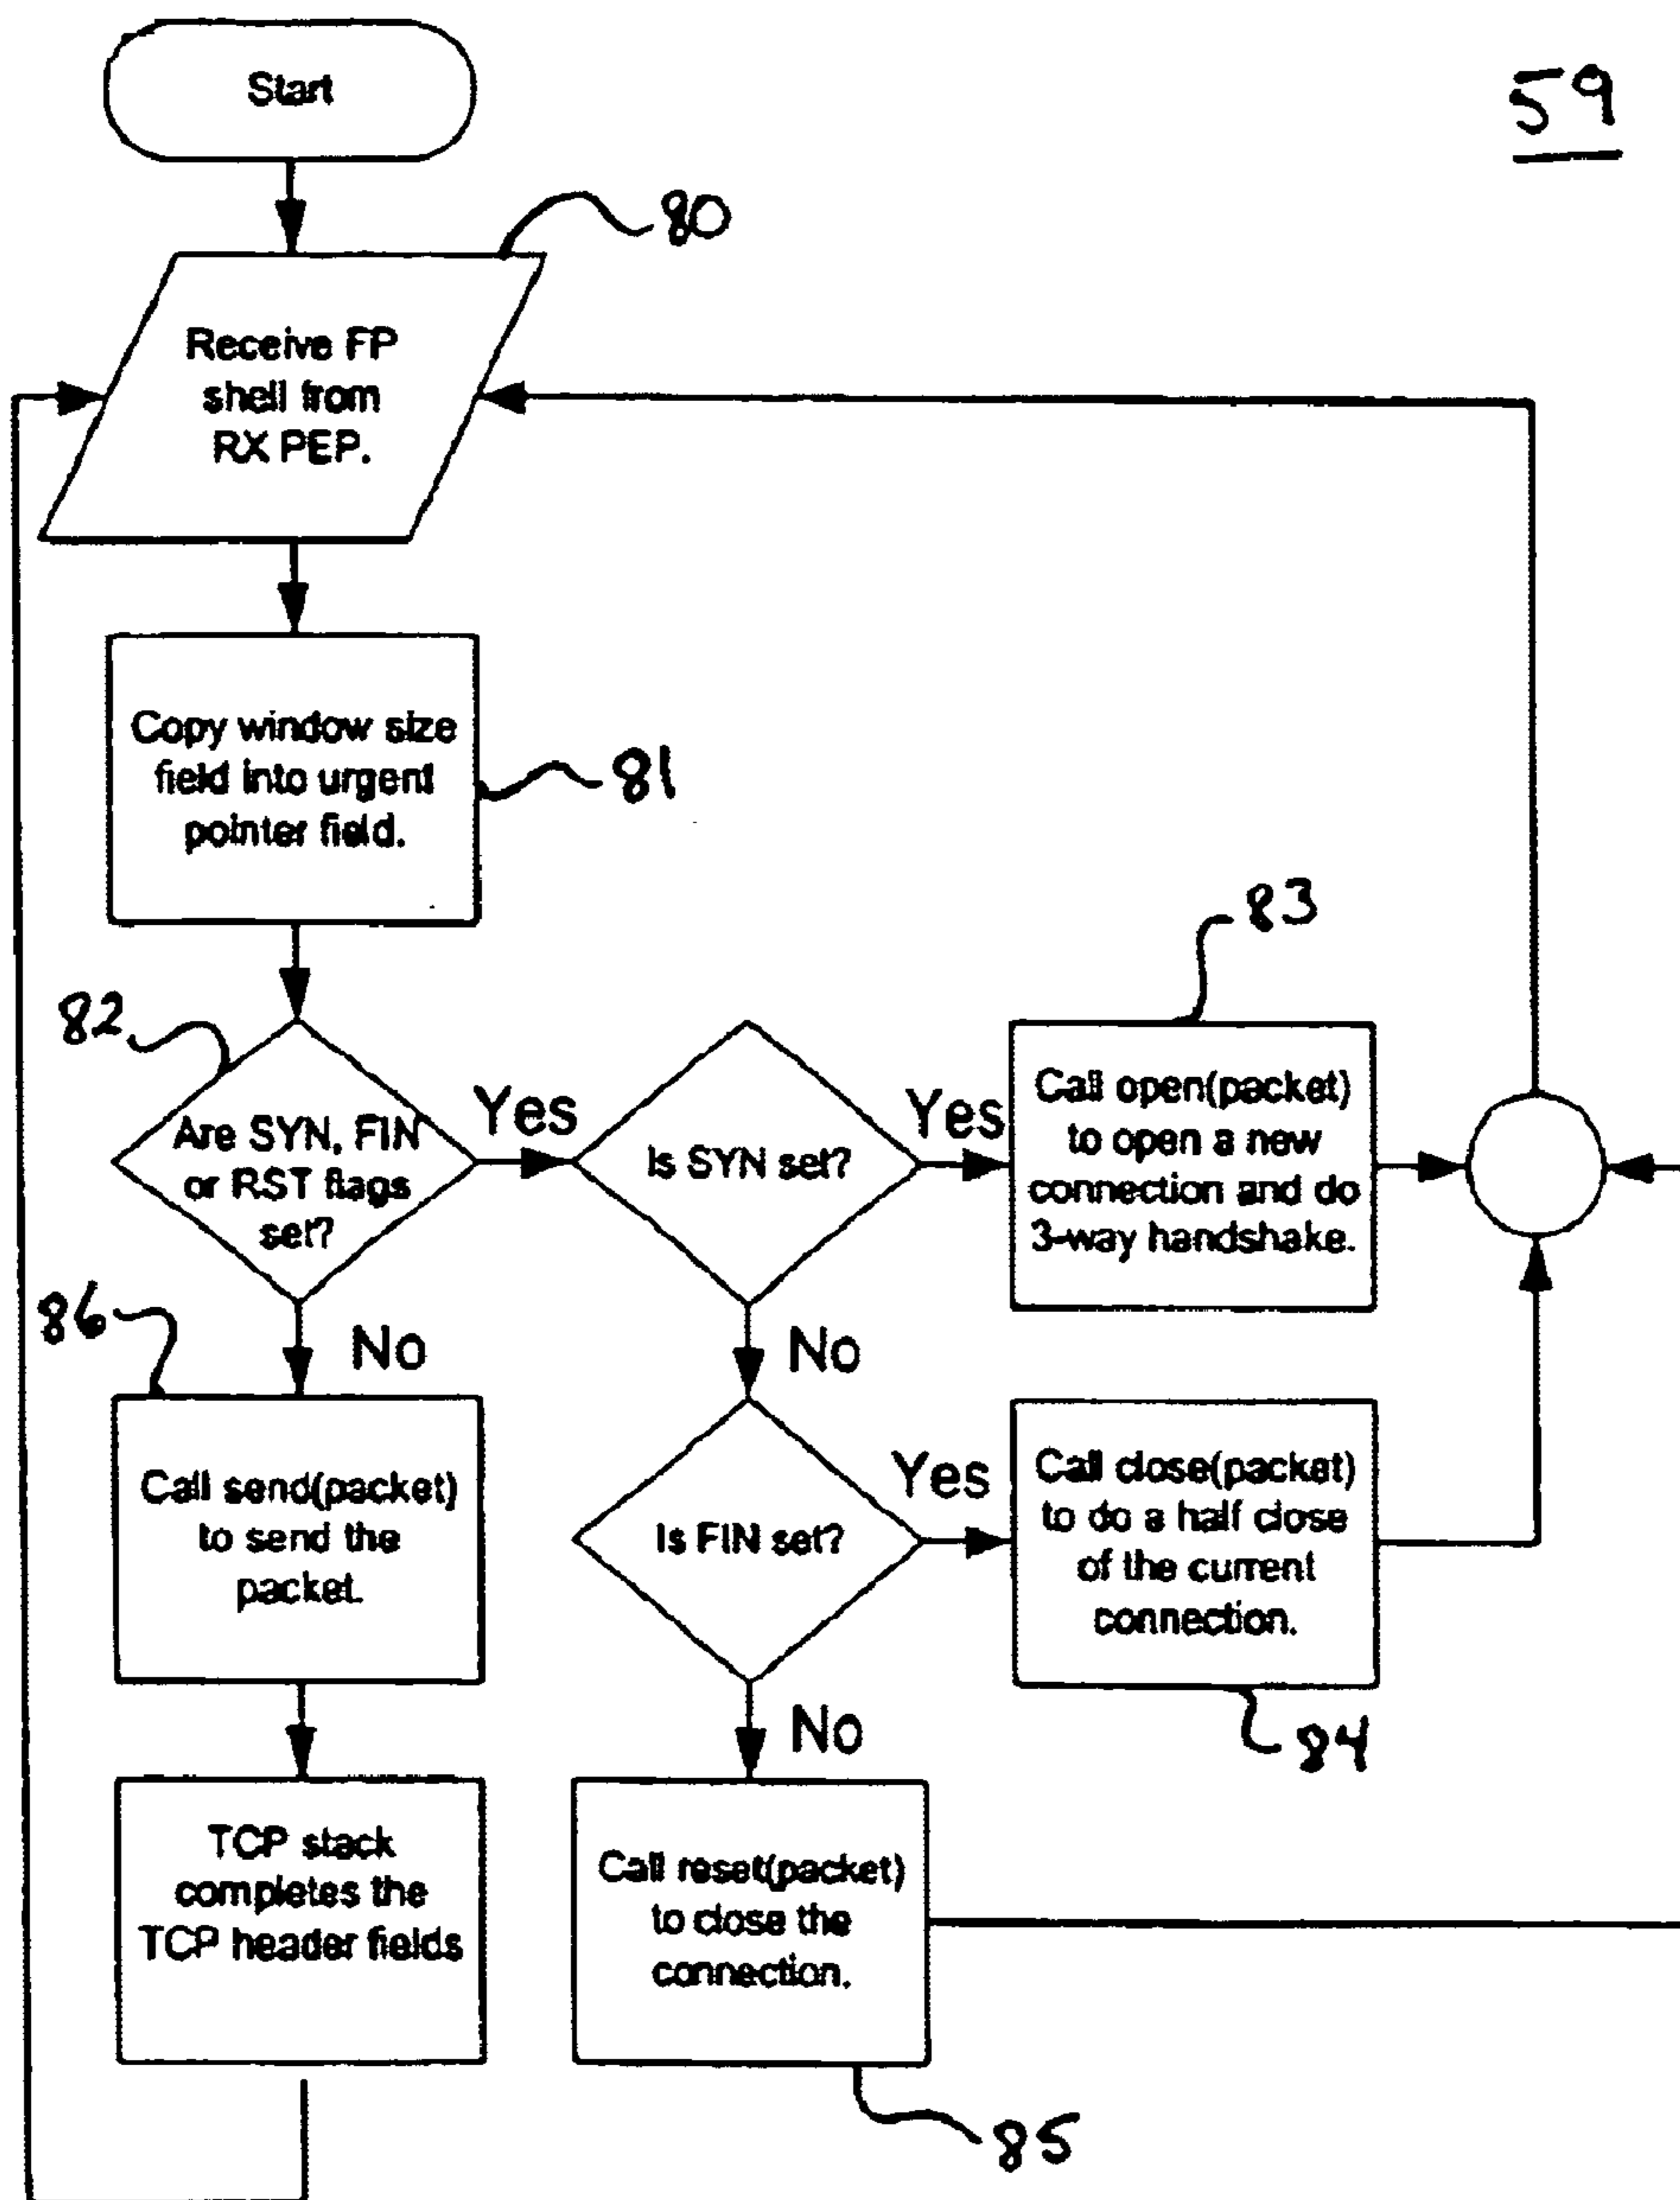 Start
59
80
Receive FP
shell from
RX PEP.
Copy window size
field into urgent
pointer field.
81
82
Are SYN, FIN
or RST flags
set?
Yes
Is SYN set?
Yes
83
Call open(packet)
to open a new
connection and do
3-way handshake.
No
No
86
Call send(packet)
to send the
packet.
Is FIN set?
Yes
Call close(packet)
to do a half close
of the current
connection.
84
No
TCP stack
completes the
TCP header fields
Call reset(packet)
to close the
connection.
85